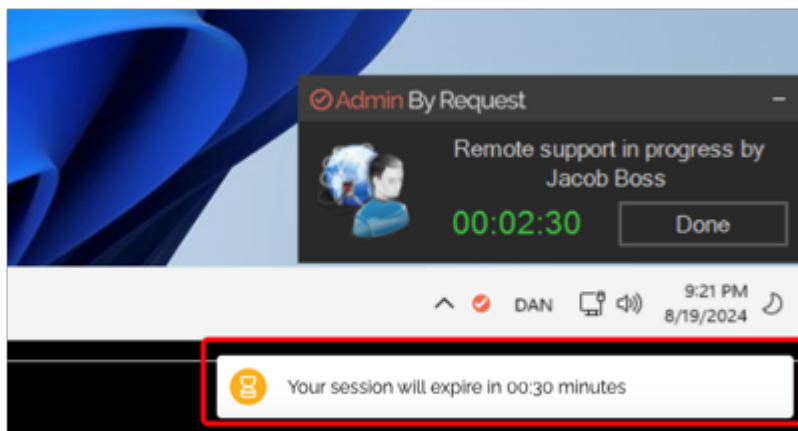 Admin By Request
Remote support in progress by
Jacob Boss
00:02:30
Done
DAN
9:21 PM
8/19/2024
Your session will expire in 00:30 minutes